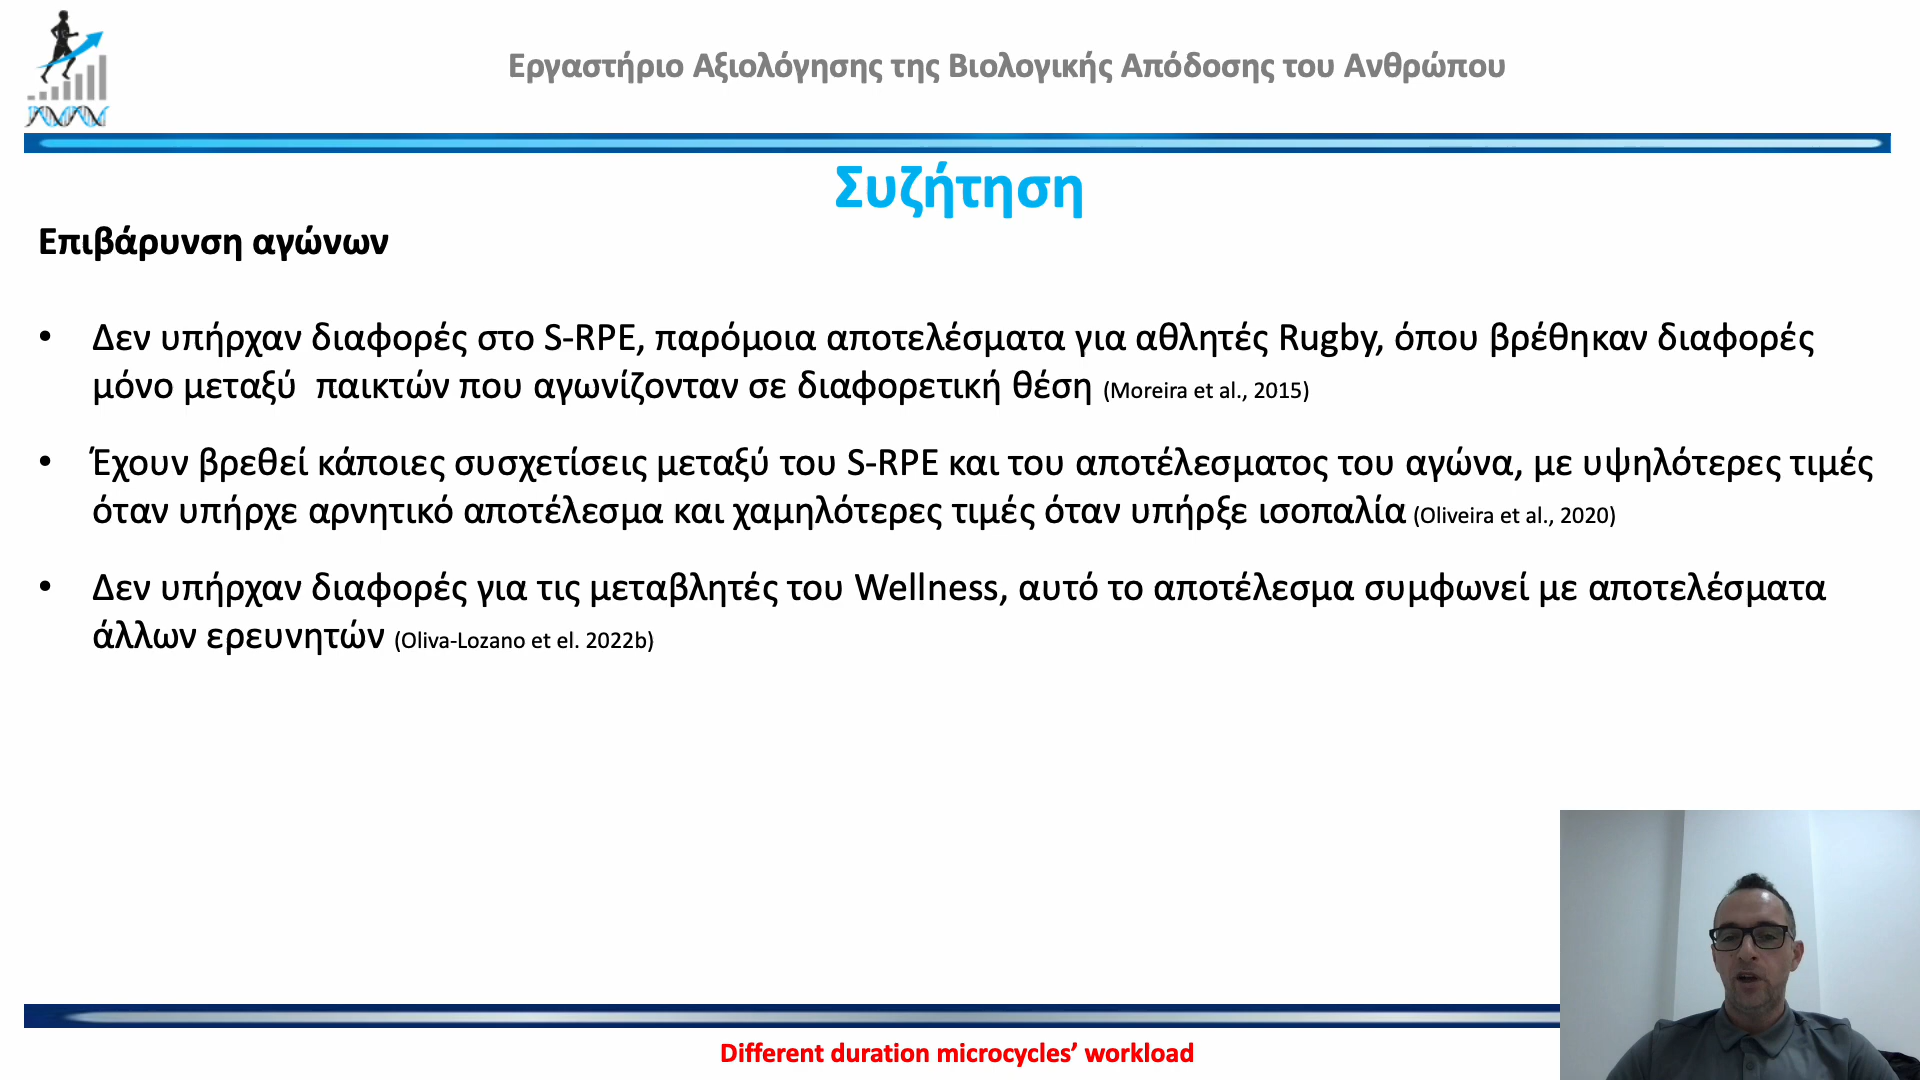 Εργαστήριο Αξιολόγησης της Βιολογικής Απόδοσης του Ανθρώπου
Συζήτηση
Επιβάρυνση αγώνων
• Δεν υπήρχαν διαφορές στο S-RPE, παρόμοια αποτελέσματα για αθλητές Rugby, όπου βρέθηκαν διαφορές
μόνο μεταξύ παικτών που αγωνίζονταν σε διαφορετική θέση (Moreira et al., 2015)
• Έχουν βρεθεί κάποιες συσχετίσεις μεταξύ του S-RPE και του αποτέλεσματος του αγώνα, με υψηλότερες τιμές
όταν υπήρχε αρνητικό αποτέλεσμα και χαμηλότερες τιμές όταν υπήρξε ισοπαλία (Oliveira et al., 2020)
• Δεν υπήρχαν διαφορές για τις μεταβλητές του Wellness, αυτό το αποτέλεσμα συμφωνεί με αποτελέσματα
άλλων ερευνητών (Oliva-Lozano et el. 2022b)
Different duration microcycles’ workload